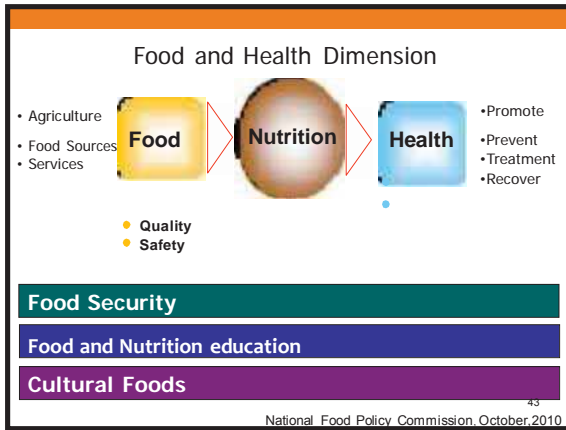 Food and Health Dimension
• Agriculture
• Food Sources
• Services
Food
Nutrition
Health
•Promote
•Prevent
•Treatment
•Recover
• Quality
• Safety
Food Security
Food and Nutrition education
Cultural Foods
43
National Food Policy Commission, October,2010